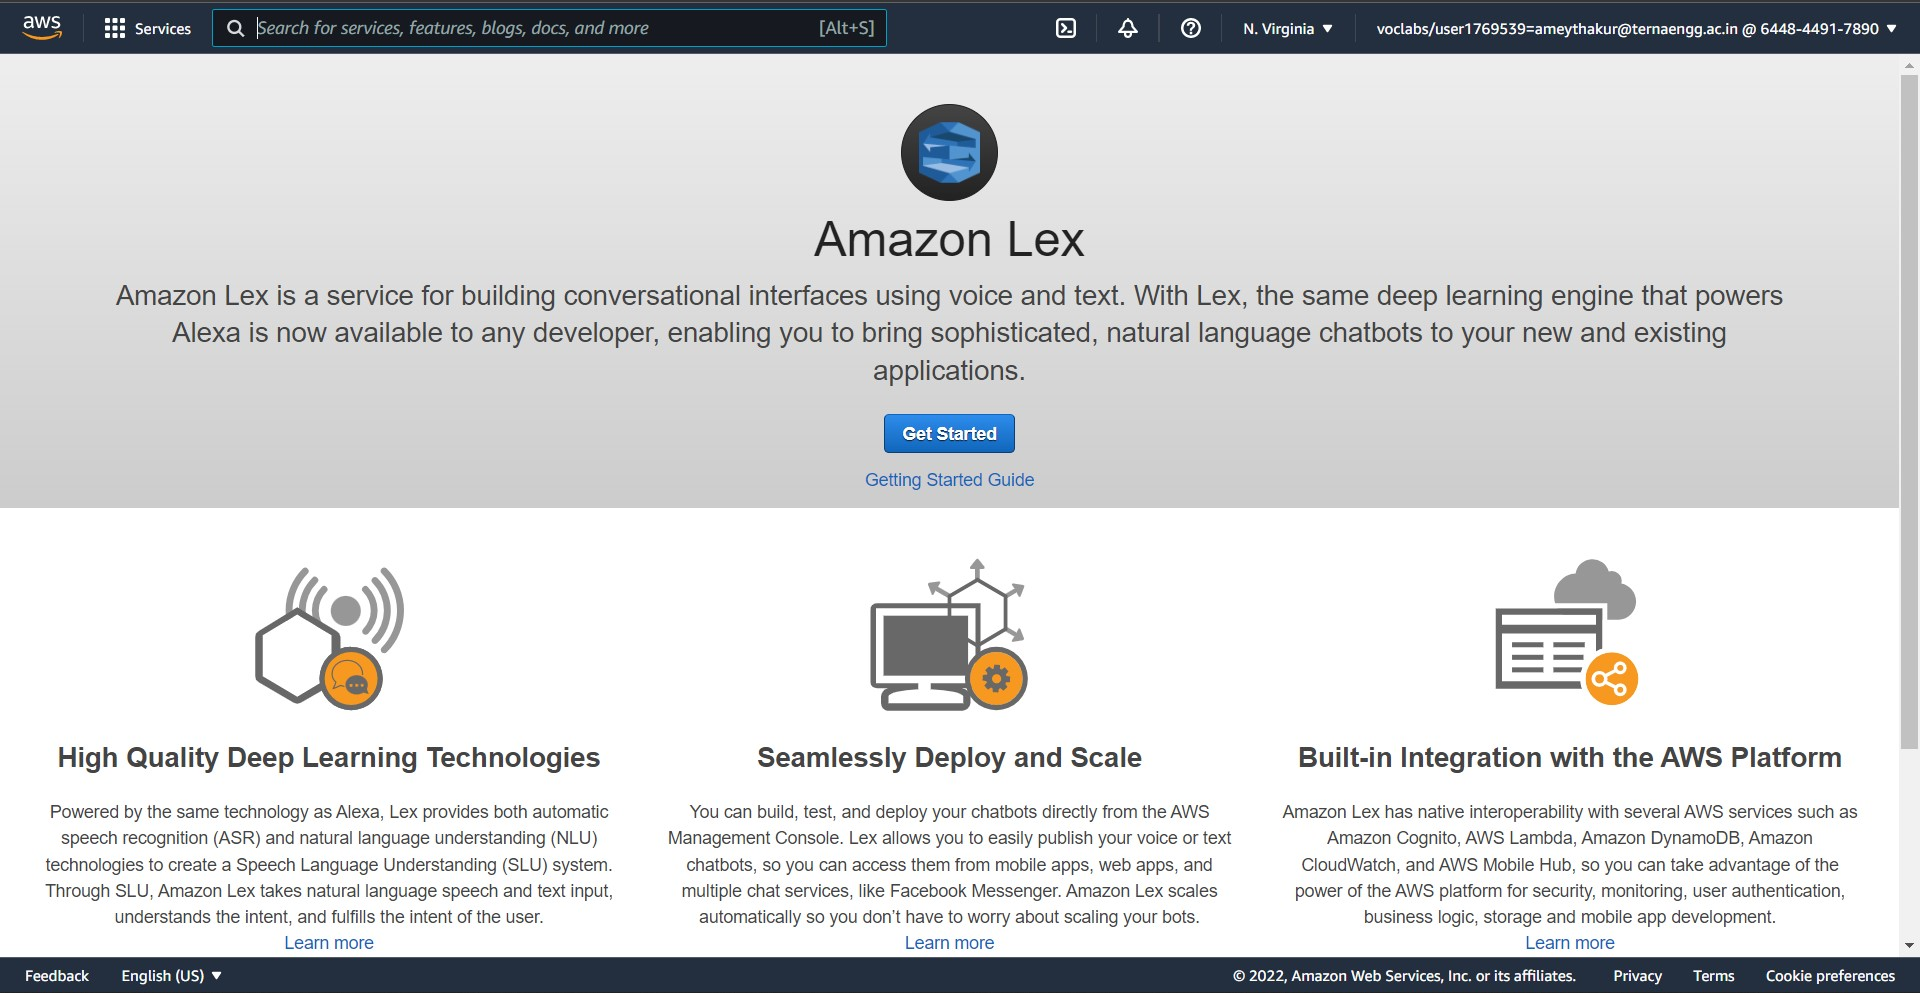 aws
Services
Search for services, features, blogs, docs, and more
[Alt+S]
N. Virginia
voclabs/user1769539=ameythakur@ternaengg.ac.in @ 6448-4491-7890
Amazon Lex
Amazon Lex is a service for building conversational interfaces using voice and text. With Lex, the same deep learning engine that powers
Alexa is now available to any developer, enabling you to bring sophisticated, natural language chatbots to your new and existing
applications.
Get Started
Getting Started Guide
High Quality Deep Learning Technologies
Powered by the same technology as Alexa, Lex provides both automatic
speech recognition (ASR) and natural language understanding (NLU)
technologies to create a Speech Language Understanding (SLU) system.
Through SLU, Amazon Lex takes natural language speech and text input,
understands the intent, and fulfills the intent of the user.
Learn more
Seamlessly Deploy and Scale
You can build, test, and deploy your chatbots directly from the AWS
Management Console. Lex allows you to easily publish your voice or text
chatbots, so you can access them from mobile apps, web apps, and
multiple chat services, like Facebook Messenger. Amazon Lex scales
automatically so you don’t have to worry about scaling your bots.
Learn more
Built-in Integration with the AWS Platform
Amazon Lex has native interoperability with several AWS services such as
Amazon Cognito, AWS Lambda, Amazon DynamoDB, Amazon
CloudWatch, and AWS Mobile Hub, so you can take advantage of the
power of the AWS platform for security, monitoring, user authentication,
business logic, storage and mobile app development.
Learn more
Feedback
English (US)
© 2022, Amazon Web Services, Inc. or its affiliates.
Privacy
Terms
Cookie preferences